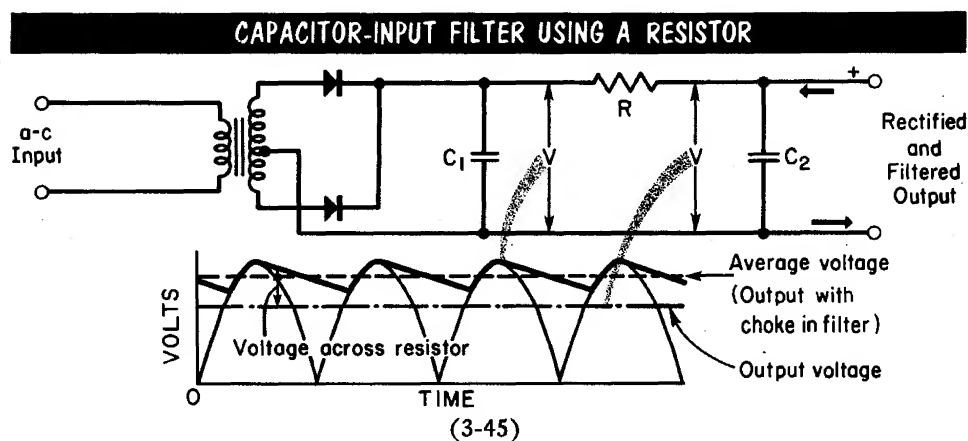 CAPACITOR-INPUT FILTER USING A RESISTOR
a-c
Input
C1
V
R
V
C2
+
Rectified
and
Filtered
Output
VOLTS
Voltage across resistor
Average voltage
(Output with
choke in filter)
Output voltage
O
TIME
(3-45)